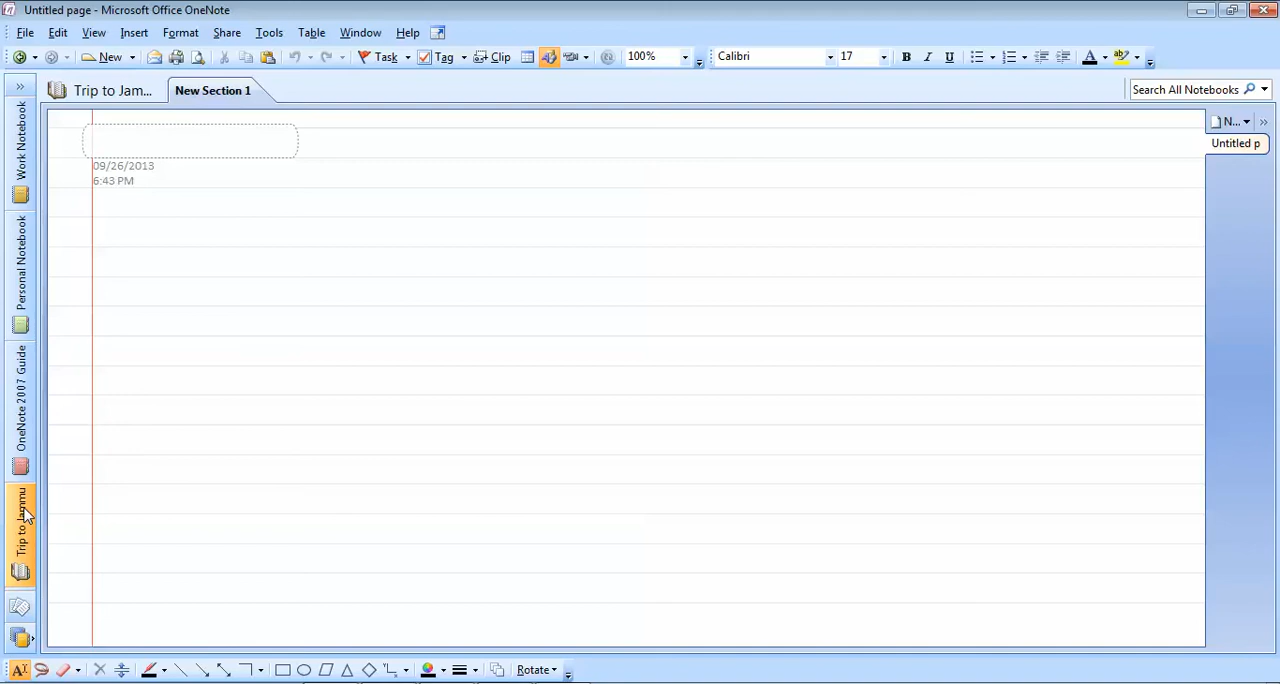 Untitled page - Microsoft Office OneNote
File Edit View Insert Format Share Tools Table Window Help
New Task Tag Clip 100% Calibri 17 B I U A ab
Trip to Jam... New Section 1 Search All Notebooks
N...
Untitled p
09/26/2013
6:43 PM
Work Notebook
Personal Notebook
OneNote 2007 Guide
Trip to Jammu
Rotate